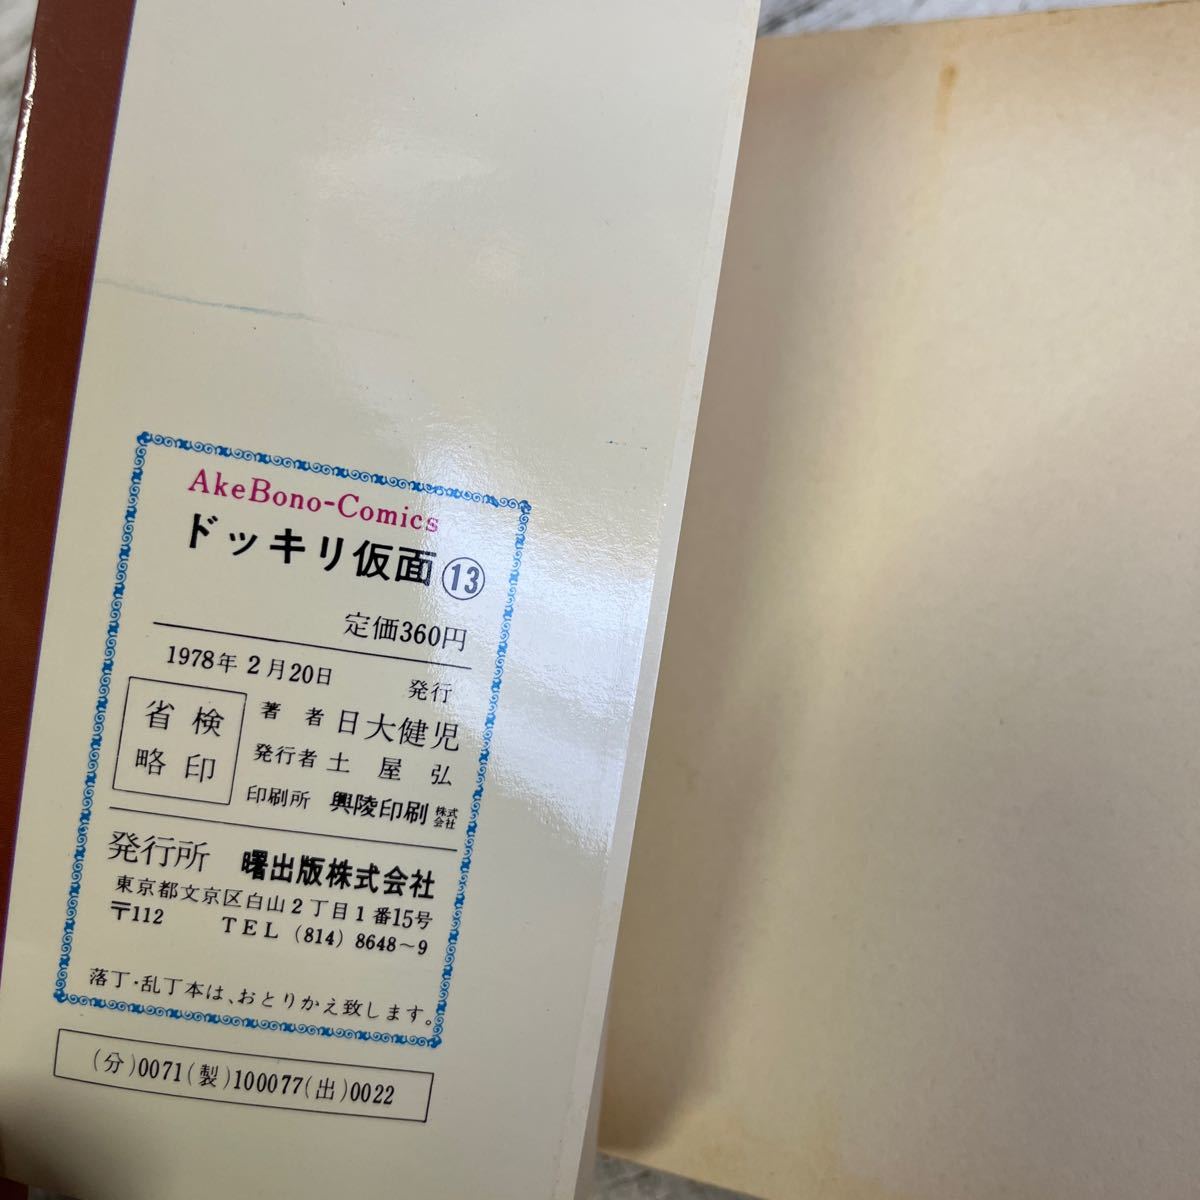 AkeBono-Comics
ドッキリ仮面⑬
定価360円
1978年2月20日 発行
検印省略
著者 日大健児
発行者 土屋弘
印刷所 興陵印刷株式会社
発行所 曙出版株式会社
東京都文京区白山2丁目1番15号
〒112 TEL (814) 8648〜9
落丁・乱丁本は、おとりかえ致します。
(分)0071(製)100077(出)0022